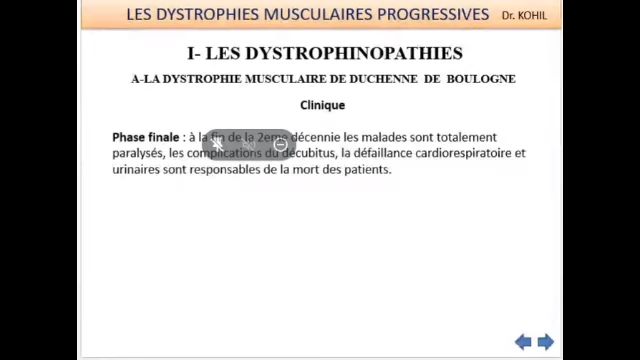 LES DYSTROPHIES MUSCULAIRES PROGRESSIVES Dr. KOHIL
I- LES DYSTROPHINOPATHIES
A-LA DYSTROPHIE MUSCULAIRE DE DUCHENNE DE BOULOGNE
Clinique
Phase finale : à la fin de la 2eme décennie les malades sont totalement
paralysés, les complications du décubitus, la défaillance cardiorespiratoire et
urinaires sont responsables de la mort des patients.